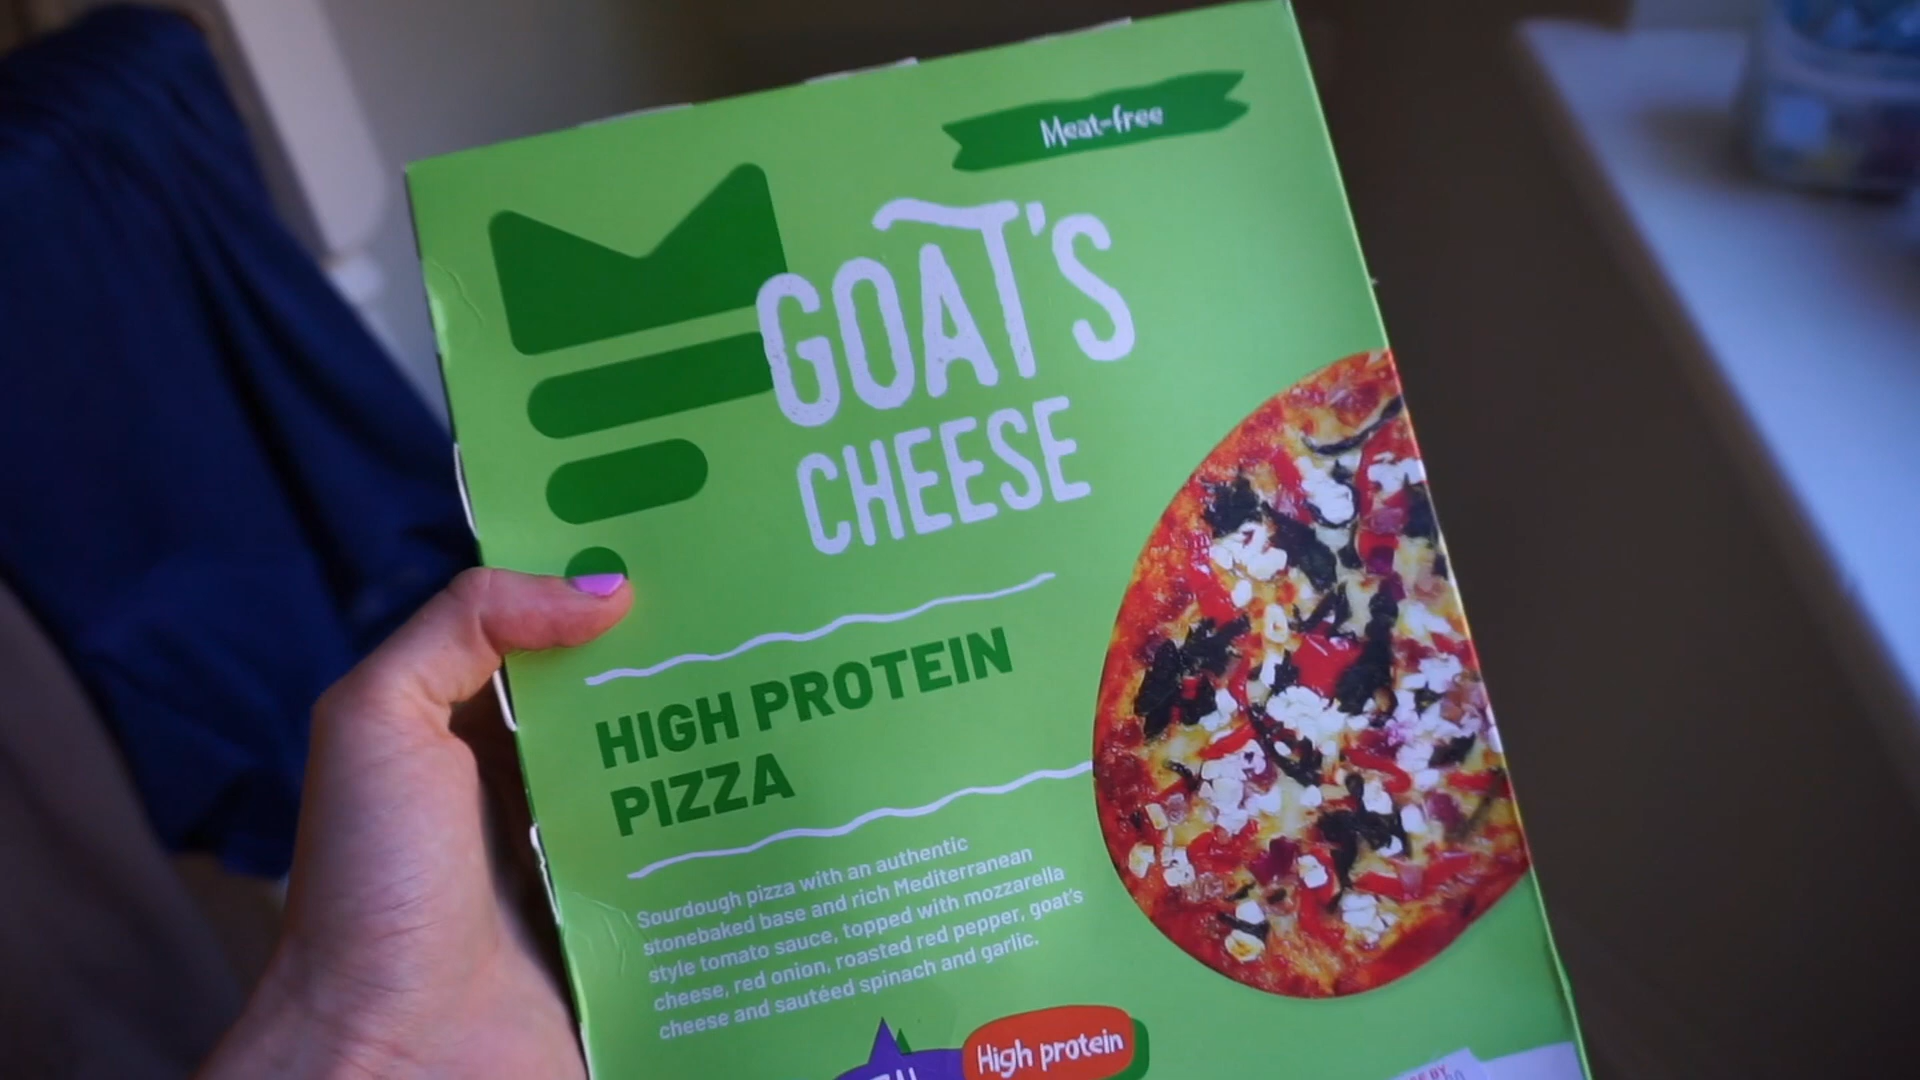 Meat-free
GOAT'S
CHEESE
HIGH PROTEIN
PIZZA
Sourdough pizza with an authentic
stonebaked base and rich Mediterranean
style tomato sauce, topped with mozzarella
cheese, red onion, roasted red pepper, goat's
cheese and sautéed spinach and garlic.
High protein